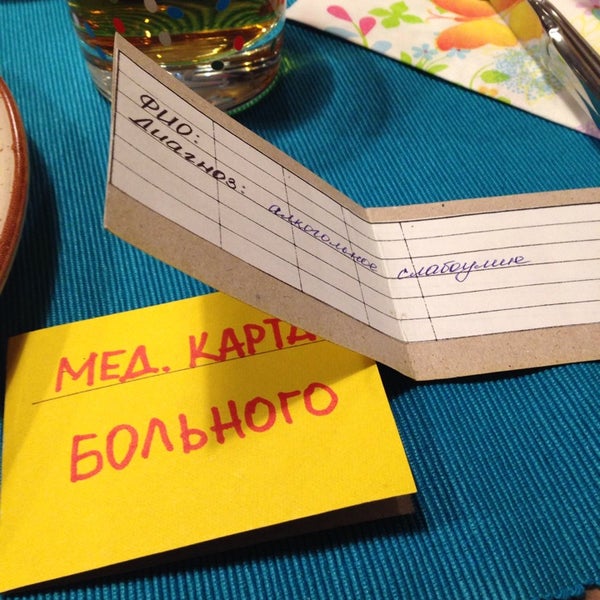 ФИО:
Диагноз: алкогольное слабоумие
МЕД. КАРТА
БОЛЬНОГО